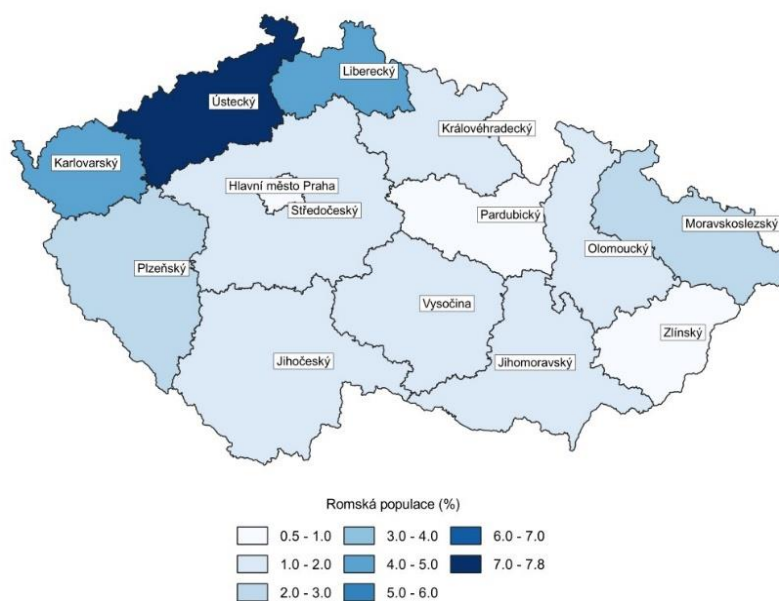 Liberecký
Ústecký
Královéhradecký
Karlovarský
Hlavní město Praha
Středočeský
Pardubický
Moravskoslezský
Olomoucký
Plzeňský
Vysočina
Zlínský
Jihočeský
Jihomoravský
Romská populace (%)
0.5 - 1.0
3.0 - 4.0
6.0 - 7.0
1.0 - 2.0
4.0 - 5.0
7.0 - 7.8
2.0 - 3.0
5.0 - 6.0